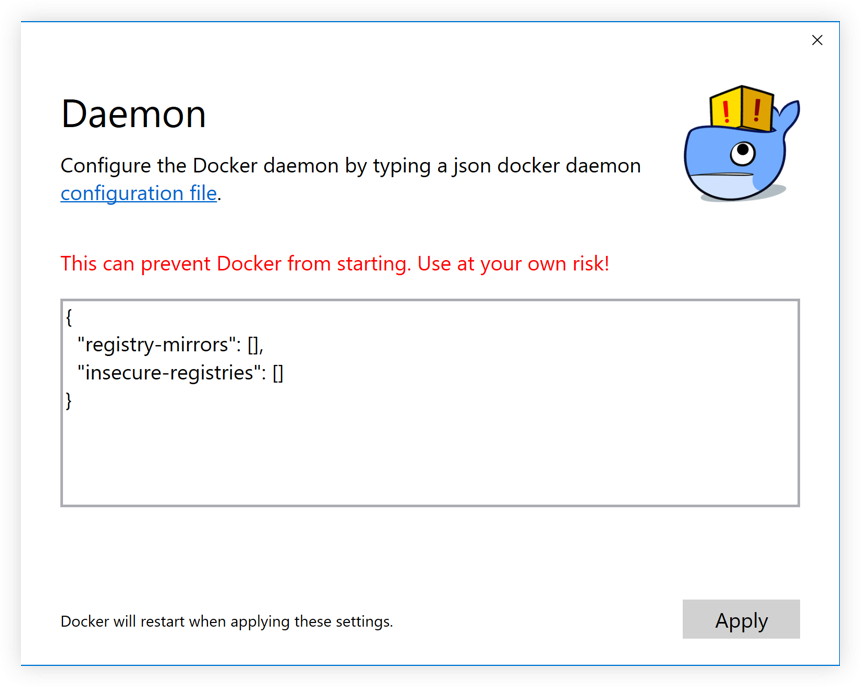 Daemon
Configure the Docker daemon by typing a json docker daemon
configuration file.
This can prevent Docker from starting. Use at your own risk!
{
  "registry-mirrors": [],
  "insecure-registries": []
}
Docker will restart when applying these settings.
Apply